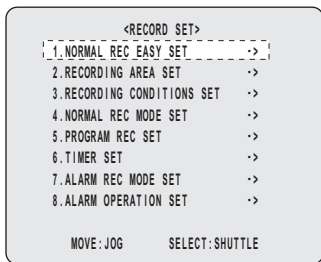 <RECORD SET>
1.NORMAL REC EASY SET ->
2.RECORDING AREA SET ->
3.RECORDING CONDITIONS SET ->
4.NORMAL REC MODE SET ->
5.PROGRAM REC SET ->
6.TIMER SET ->
7.ALARM REC MODE SET ->
8.ALARM OPERATION SET ->
MOVE:JOG SELECT:SHUTTLE